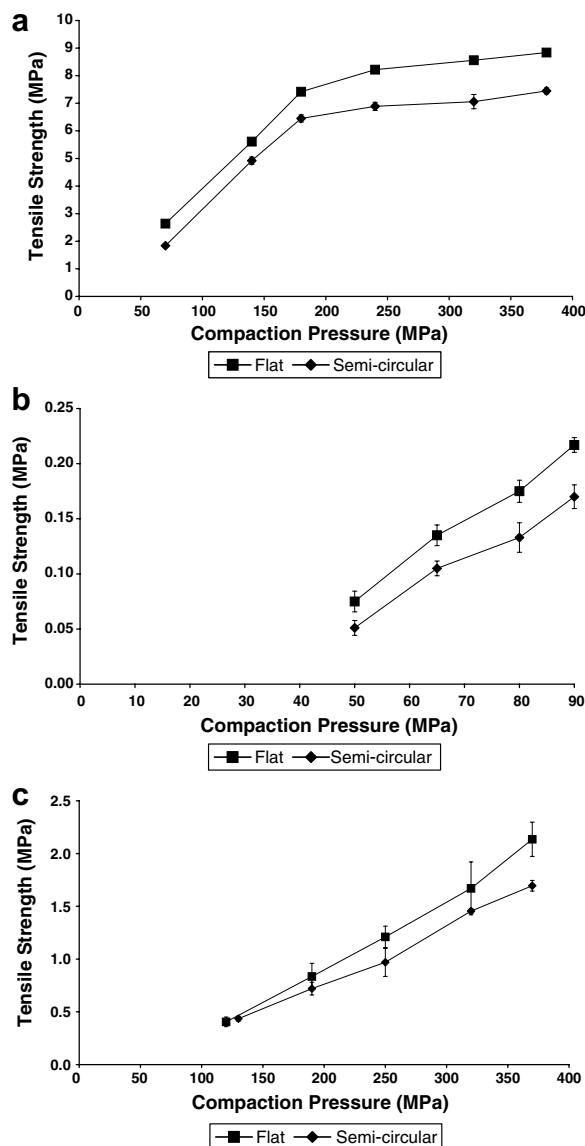 a
10
9
8
7
6
5
4
3
2
1
0
Tensile Strength (MPa)
0 50 100 150 200 250 300 350 400
Compaction Pressure (MPa)
Flat Semi-circular
b
0.25
0.20
0.15
0.10
0.05
0.00
Tensile Strength (MPa)
0 10 20 30 40 50 60 70 80 90
Compaction Pressure (MPa)
Flat Semi-circular
c
2.5
2.0
1.5
1.0
0.5
0.0
Tensile Strength (MPa)
0 50 100 150 200 250 300 350 400
Compaction Pressure (MPa)
Flat Semi-circular